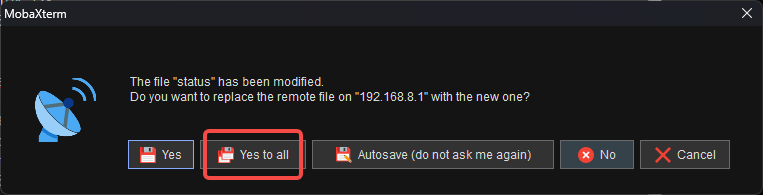 MobaXterm
The file "status" has been modified.
Do you want to replace the remote file on "192.168.8.1" with the new one?
Yes
Yes to all
Autosave (do not ask me again)
No
Cancel